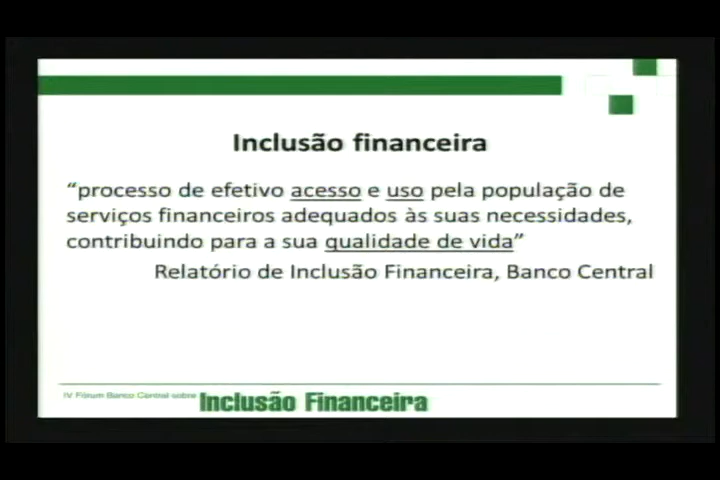 Inclusão financeira
“processo de efetivo acesso e uso pela população de
serviços financeiros adequados às suas necessidades,
contribuindo para a sua qualidade de vida”
Relatório de Inclusão Financeira, Banco Central
IV Fórum Banco Central sobre Inclusão Financeira